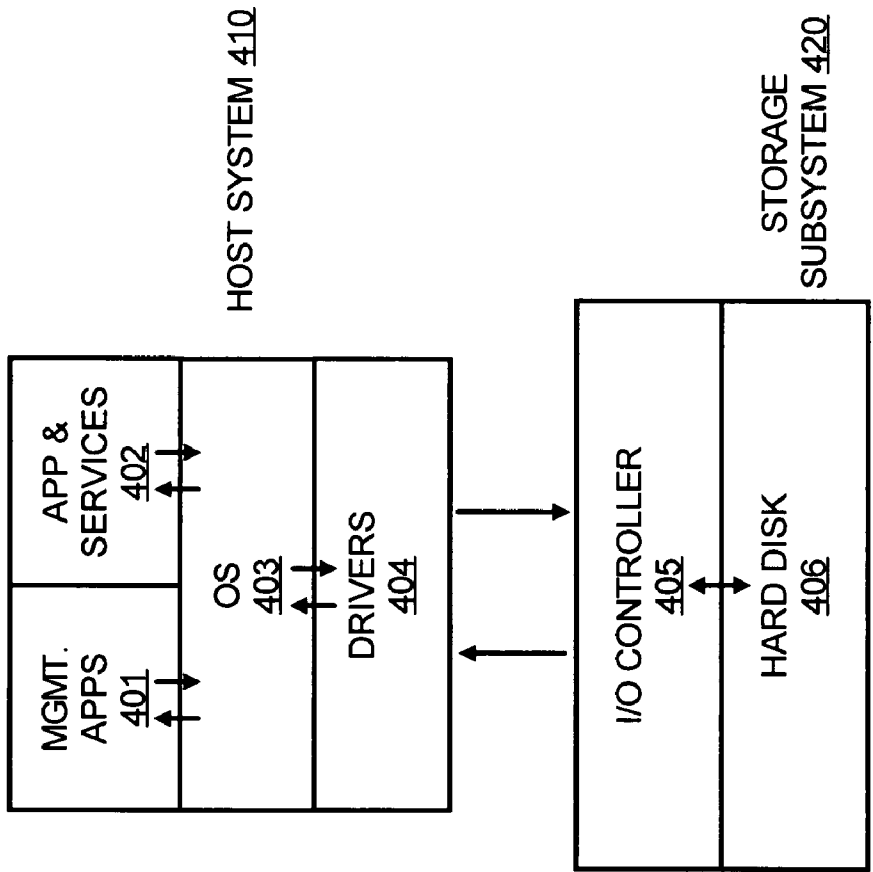 MGMT.
APPS
401
APP &
SERVICES
402
OS
403
DRIVERS
404
HOST SYSTEM 410
I/O CONTROLLER
405
HARD DISK
406
STORAGE
SUBSYSTEM 420